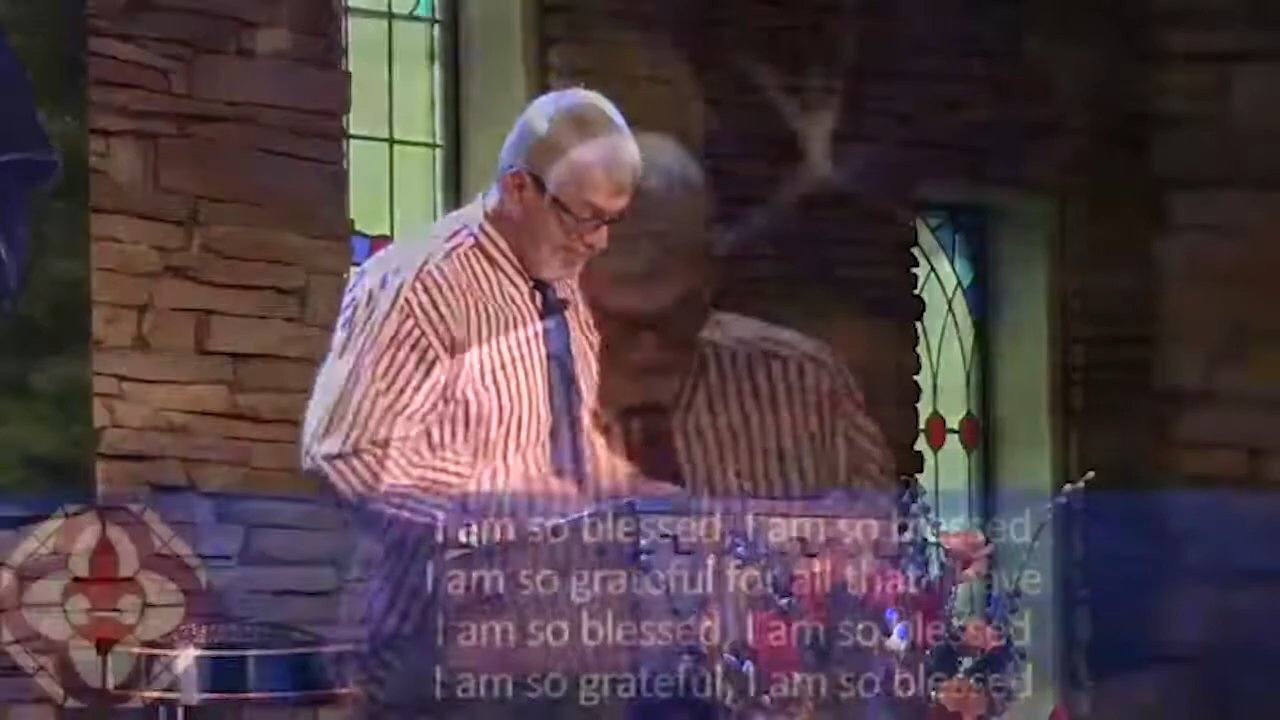 I am so blessed, I am so blessed
I am so grateful for all that I have
I am so blessed, I am so blessed
I am so grateful, I am so blessed